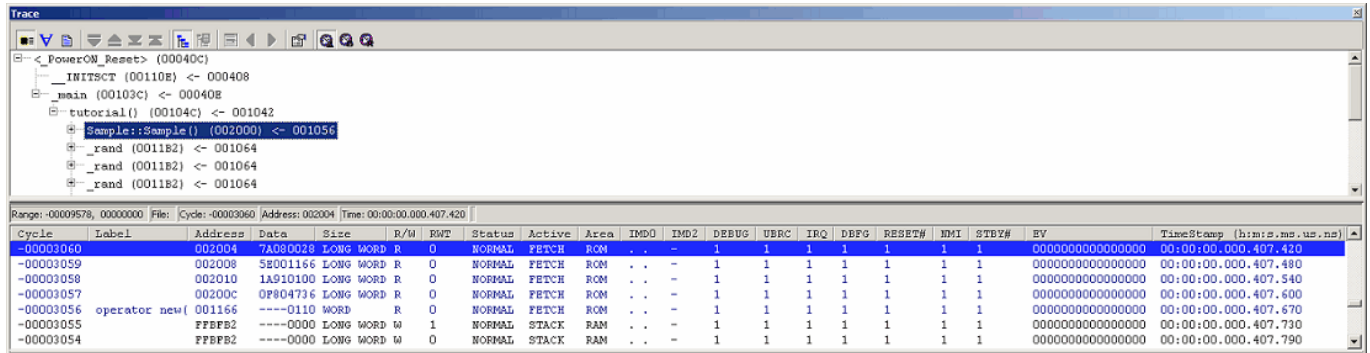 Trace
< PowerON_Reset> (00040C)
__INITSCT (00110E) <- 000408
_main (00103C) <- 00040E
tutorial() (00104C) <- 001042
Sample::Sample() (002000) <- 001056
_rand (0011B2) <- 001064
_rand (0011B2) <- 001064
_rand (0011B2) <- 001064
Range: -00009578, 00000000 File: Cycle: -00003060 Address: 002004 Time: 00:00:00.000.407.420
Cycle Label Address Data Size R/W RWT Status Active Area IMD0 IMD2 DEBUG UBRC IRQ DBFG RESET# NMI STBY# EV TimeStamp (h:m:s.ms.us.ns)
-00003060 002004 7A080028 LONG WORD R 0 NORMAL FETCH ROM . . - 1 1 1 1 1 1 1 0000000000000000 00:00:00.000.407.420
-00003059 002008 5E001166 LONG WORD R 0 NORMAL FETCH ROM . . - 1 1 1 1 1 1 1 0000000000000000 00:00:00.000.407.480
-00003058 002010 1A910100 LONG WORD R 0 NORMAL FETCH ROM . . - 1 1 1 1 1 1 1 0000000000000000 00:00:00.000.407.540
-00003057 00200C 0F804736 LONG WORD R 0 NORMAL FETCH ROM . . - 1 1 1 1 1 1 1 0000000000000000 00:00:00.000.407.600
-00003056 operator new( 001166 ----0110 WORD R 0 NORMAL FETCH ROM . . - 1 1 1 1 1 1 1 0000000000000000 00:00:00.000.407.670
-00003055 FFBFB2 ----0000 LONG WORD W 1 NORMAL STACK RAM . . - 1 1 1 1 1 1 1 0000000000000000 00:00:00.000.407.730
-00003054 FFBFB2 ----0000 LONG WORD W 0 NORMAL STACK RAM . . - 1 1 1 1 1 1 1 0000000000000000 00:00:00.000.407.790